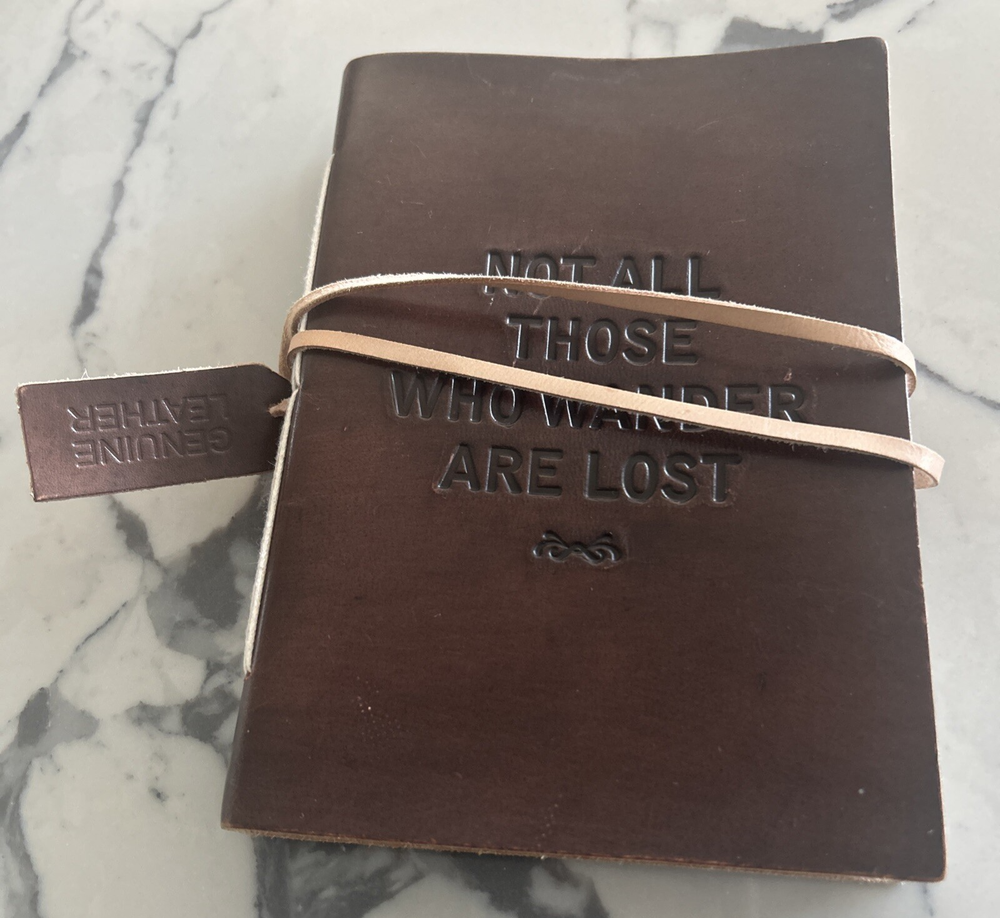 NOT ALL
THOSE
WHO WANDER
ARE LOST
GENUINE
LEATHER